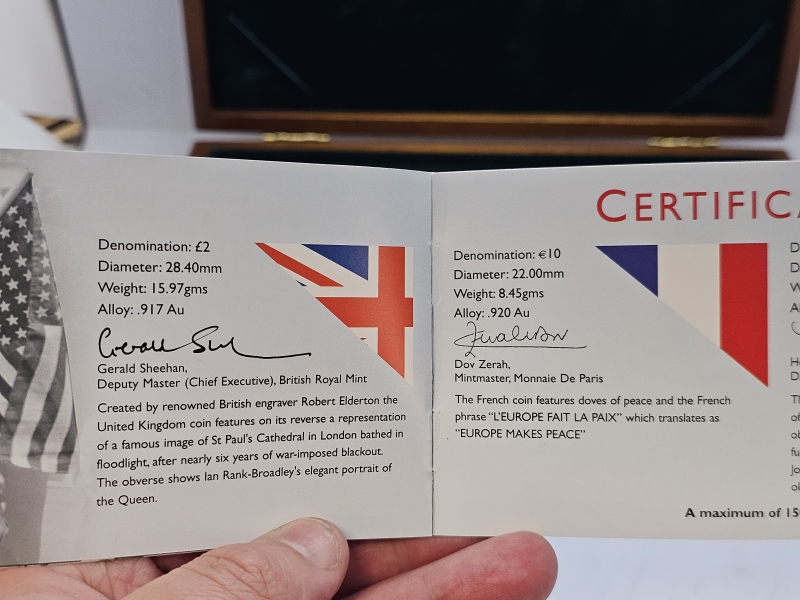 Denomination: £2
Diameter: 28.40mm
Weight: 15.97gms
Alloy: .917 Au
Gerald Sheehan,
Deputy Master (Chief Executive), British Royal Mint
Created by renowned British engraver Robert Elderton the
United Kingdom coin features on its reverse a representation
of a famous image of St Paul's Cathedral in London bathed in
floodlight, after nearly six years of war-imposed blackout.
The obverse shows Ian Rank-Broadley's elegant portrait of
the Queen.
CERTIFICA
Denomination: €10
Diameter: 22.00mm
Weight: 8.45gms
Alloy: .920 Au
Dov Zerah,
Mintmaster, Monnaie De Paris
The French coin features doves of peace and the French
phrase "L'EUROPE FAIT LA PAIX" which translates as
"EUROPE MAKES PEACE"
A maximum of 15